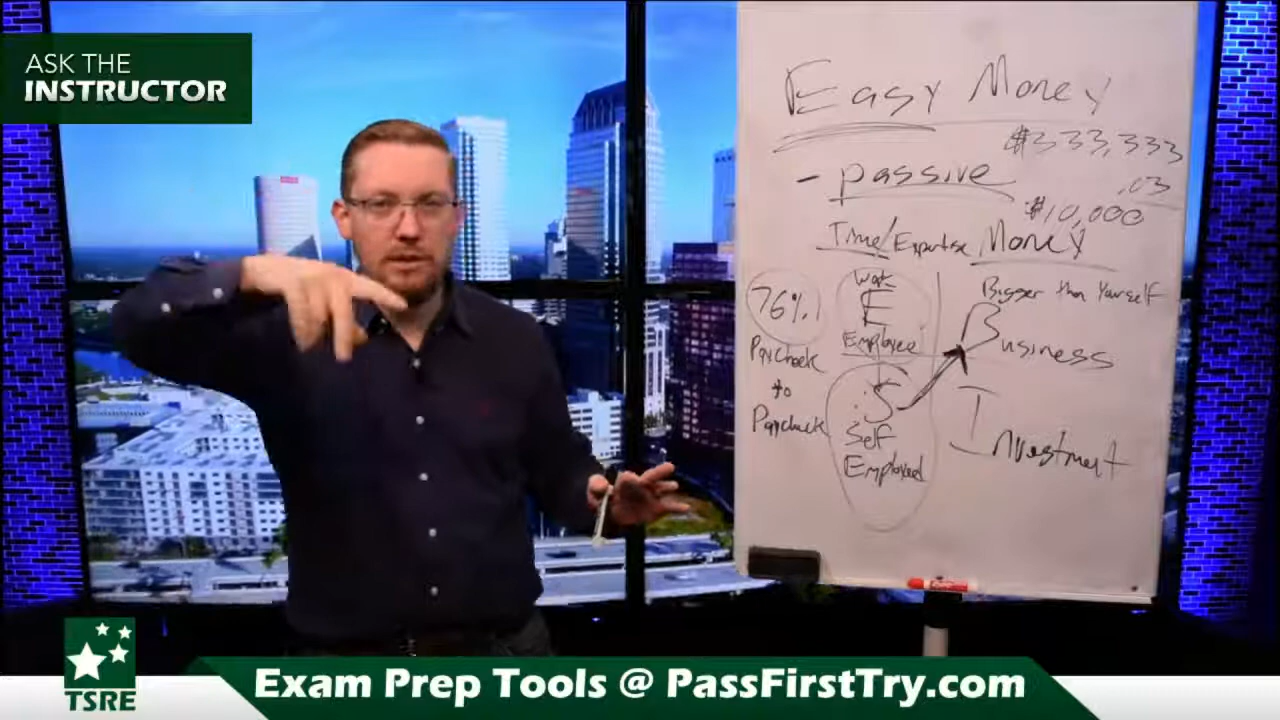 ASK THE
INSTRUCTOR
Easy Money
$333,333
- passive
.03
$10,000
Time/Expertise Money
76%
Paycheck
to
Paycheck
E
Employee
S
Self
Employed
Bigger than Yourself
Business
Investment
TSRE
Exam Prep Tools @ PassFirstTry.com